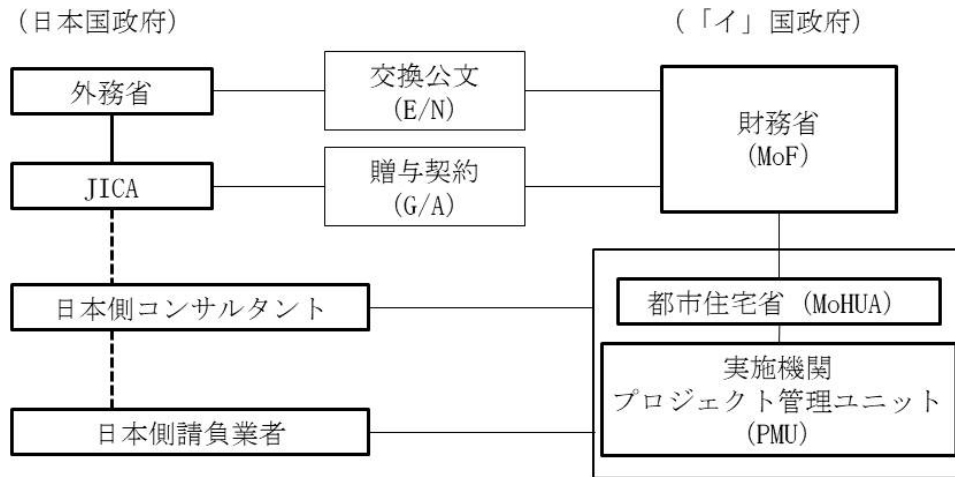 (日本国政府)
(「イ」国政府)
外務省
交換公文
(E/N)
財務省
(MoF)
JICA
贈与契約
(G/A)
日本側コンサルタント
都市住宅省 (MoHUA)
実施機関
プロジェクト管理ユニット
(PMU)
日本側請負業者